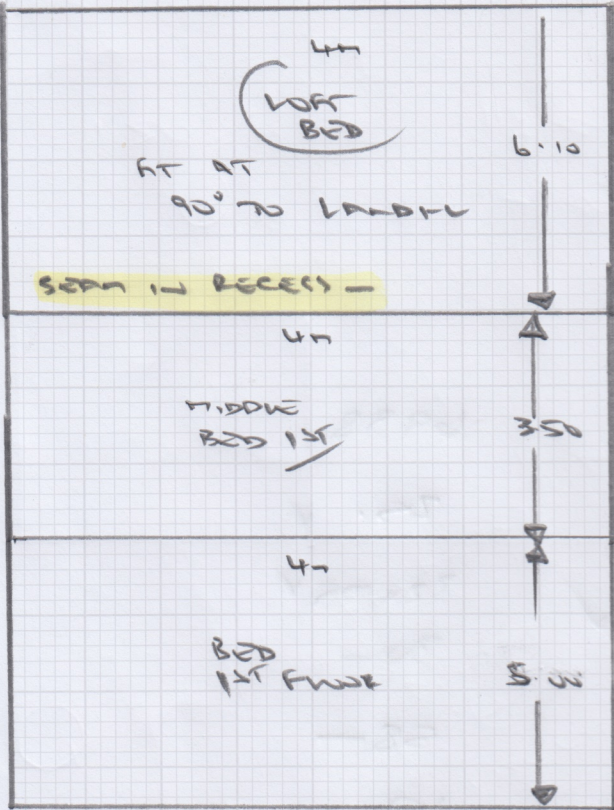 4m
LOFT
BED
6.10
FIT AT
90° TO LANDING
SEAM IN RECESS -
4m
MIDDLE
BED 1ST
3.50
4m
BED
1ST FLOOR
5.00